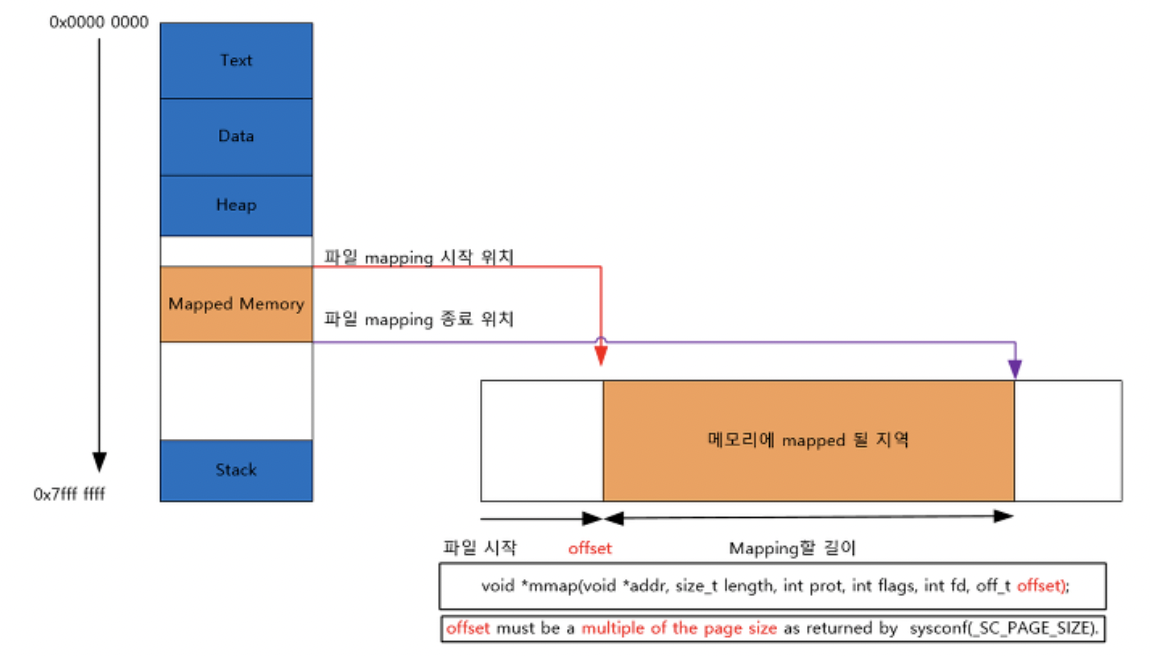 0x0000 0000
Text
Data
Heap
파일 mapping 시작 위치
Mapped Memory
파일 mapping 종료 위치
메모리에 mapped 될 지역
Stack
0x7fff ffff
파일 시작
offset
Mapping할 길이
void *mmap(void *addr, size_t length, int prot, int flags, int fd, off_t offset);
offset must be a multiple of the page size as returned by sysconf(_SC_PAGE_SIZE).